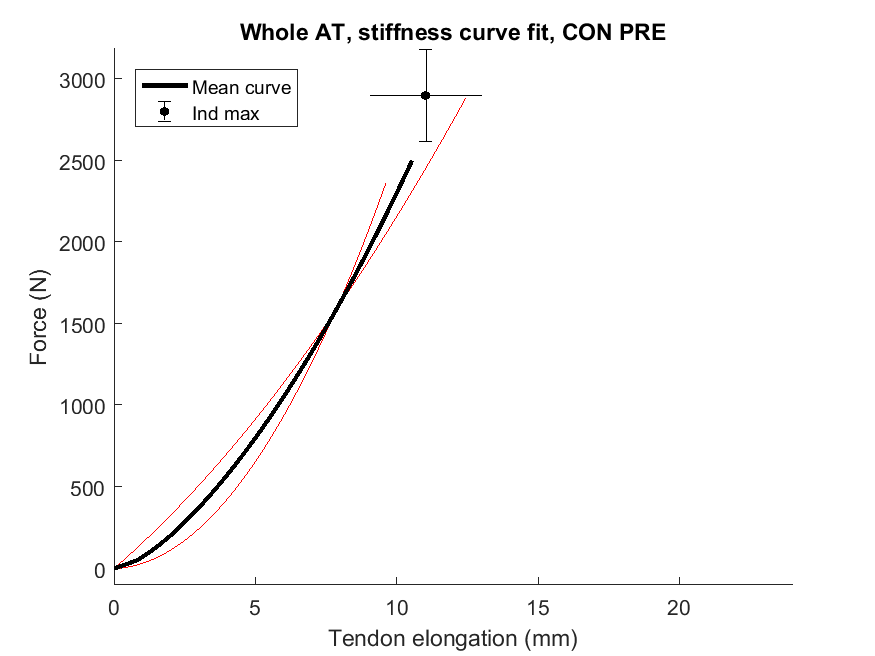 Whole AT, stiffness curve fit, CON PRE
Mean curve
Ind max
3000
2500
2000
1500
1000
500
0
Force (N)
0 5 10 15 20
Tendon elongation (mm)